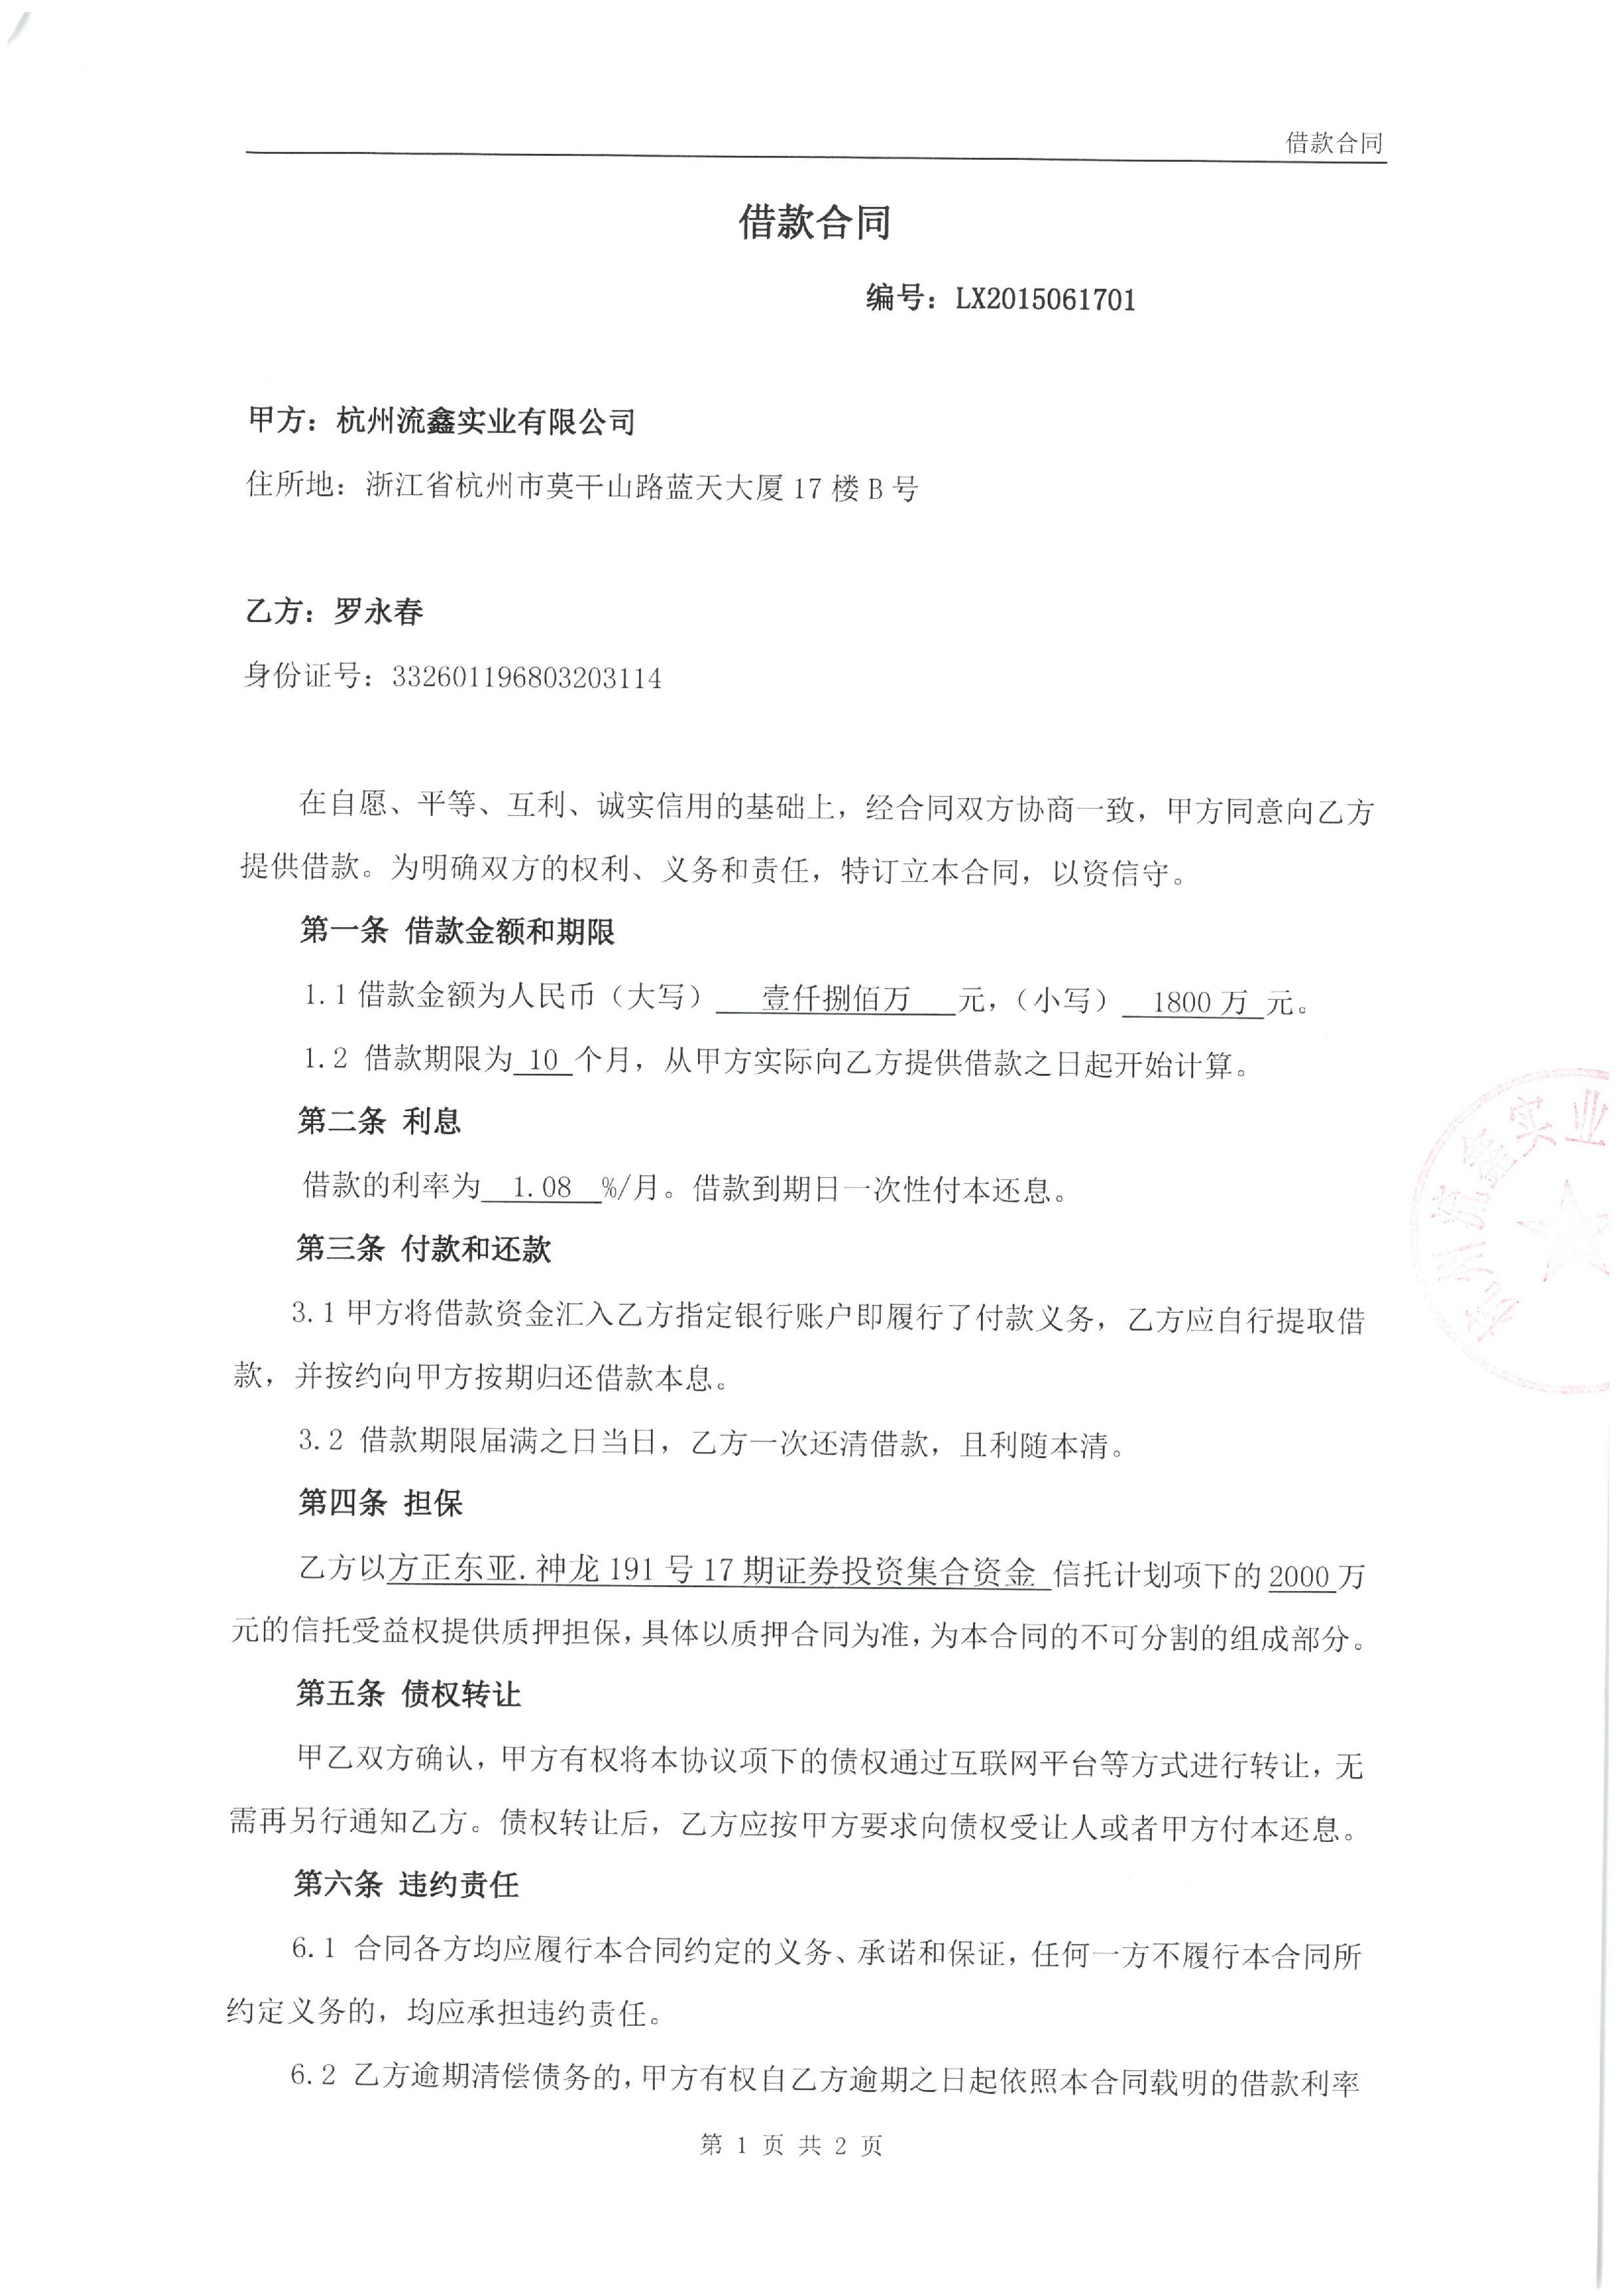 借款合同
借款合同
编号：LX2015061701
甲方：杭州流鑫实业有限公司
住所地：浙江省杭州市莫干山路蓝天大厦 17 楼 B 号
乙方：罗永春
身份证号：332601196803203114
在自愿、平等、互利、诚实信用的基础上，经合同双方协商一致，甲方同意向乙方
提供借款。为明确双方的权利、义务和责任，特订立本合同，以资信守。
第一条 借款金额和期限
1.1 借款金额为人民币（大写） 壹仟捌佰万 元，（小写） 1800 万 元。
1.2 借款期限为 10 个月，从甲方实际向乙方提供借款之日起开始计算。
第二条 利息
借款的利率为 1.08 %/月。借款到期日一次性付本还息。
第三条 付款和还款
3.1 甲方将借款资金汇入乙方指定银行账户即履行了付款义务，乙方应自行提取借
款，并按约向甲方按期归还借款本息。
3.2 借款期限届满之日当日，乙方一次还清借款，且利随本清。
第四条 担保
乙方以方正东亚.神龙 191 号 17 期证券投资集合资金 信托计划项下的 2000 万
元的信托受益权提供质押担保，具体以质押合同为准，为本合同的不可分割的组成部分。
第五条 债权转让
甲乙双方确认，甲方有权将本协议项下的债权通过互联网平台等方式进行转让，无
需再另行通知乙方。债权转让后，乙方应按甲方要求向债权受让人或者甲方付本还息。
第六条 违约责任
6.1 合同各方均应履行本合同约定的义务、承诺和保证，任何一方不履行本合同所
约定义务的，均应承担违约责任。
6.2 乙方逾期清偿债务的，甲方有权自乙方逾期之日起依照本合同载明的借款利率
第 1 页 共 2 页
杭州流鑫实业